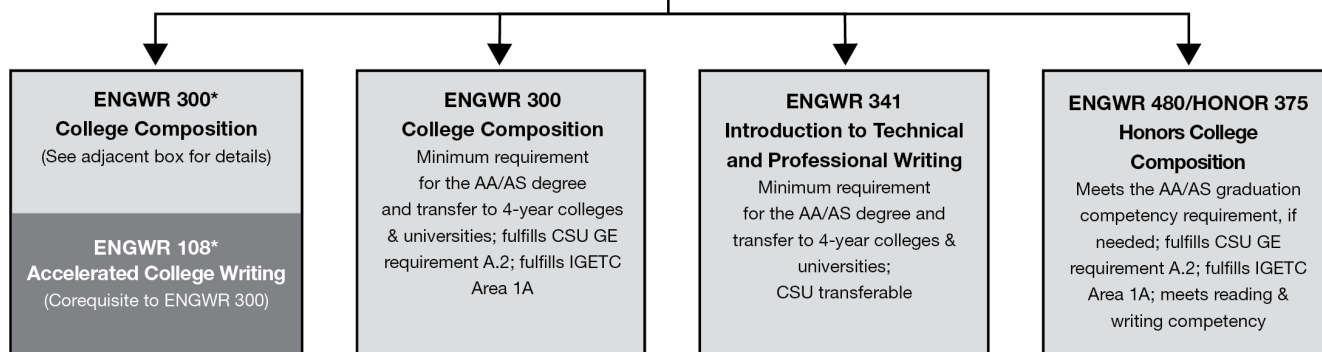 ENGWR 300*
College Composition
(See adjacent box for details)
ENGWR 108*
Accelerated College Writing
(Corequisite to ENGWR 300)
ENGWR 300
College Composition
Minimum requirement
for the AA/AS degree
and transfer to 4-year colleges
& universities; fulfills CSU GE
requirement A.2; fulfills IGETC
Area 1A
ENGWR 341
Introduction to Technical
and Professional Writing
Minimum requirement
for the AA/AS degree and
transfer to 4-year colleges &
universities;
CSU transferable
ENGWR 480/HONOR 375
Honors College
Composition
Meets the AA/AS graduation
competency requirement, if
needed; fulfills CSU GE
requirement A.2; fulfills IGETC
Area 1A; meets reading &
writing competency